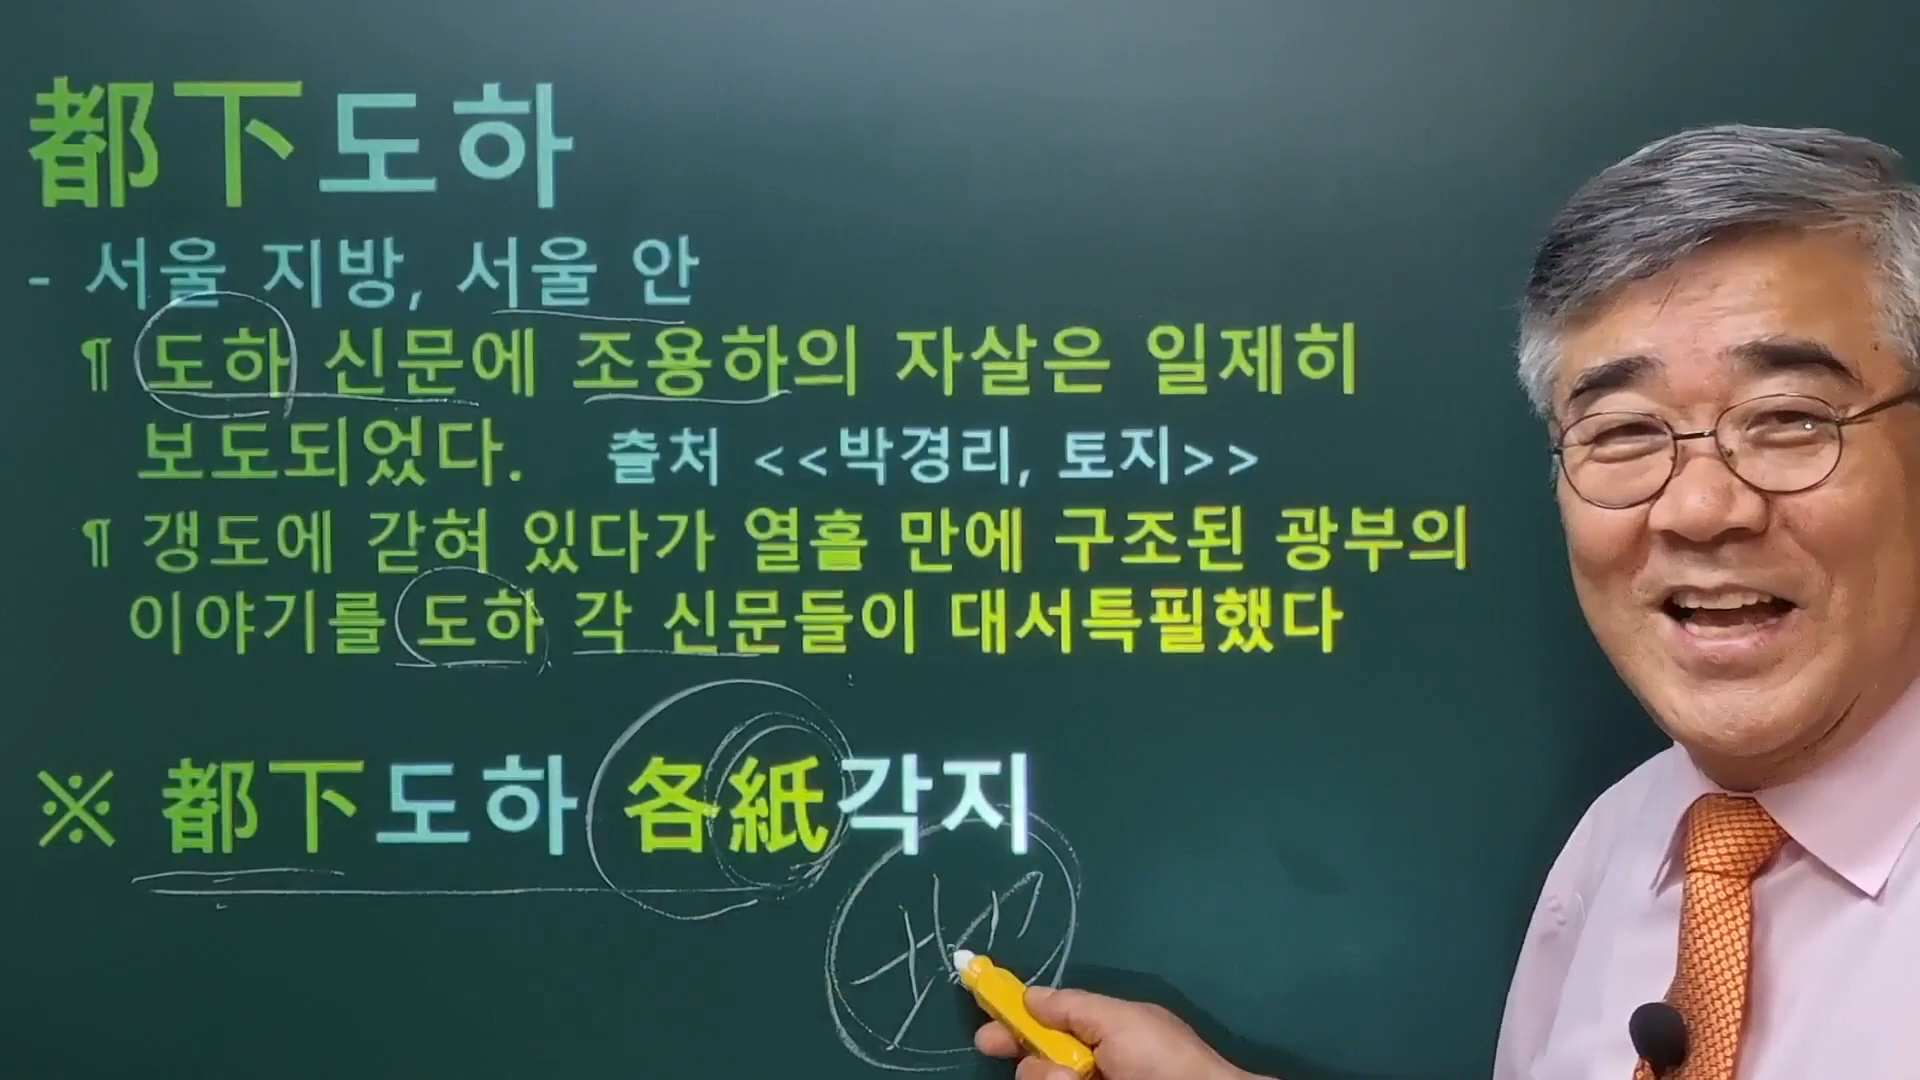 都下도하
- 서울 지방, 서울 안
¶ 도하 신문에 조용하의 자살은 일제히
보도되었다. 출처 <<박경리, 토지>>
¶ 갱도에 갇혀 있다가 열흘 만에 구조된 광부의
이야기를 도하 각 신문들이 대서특필했다
※ 都下도하 各紙각지